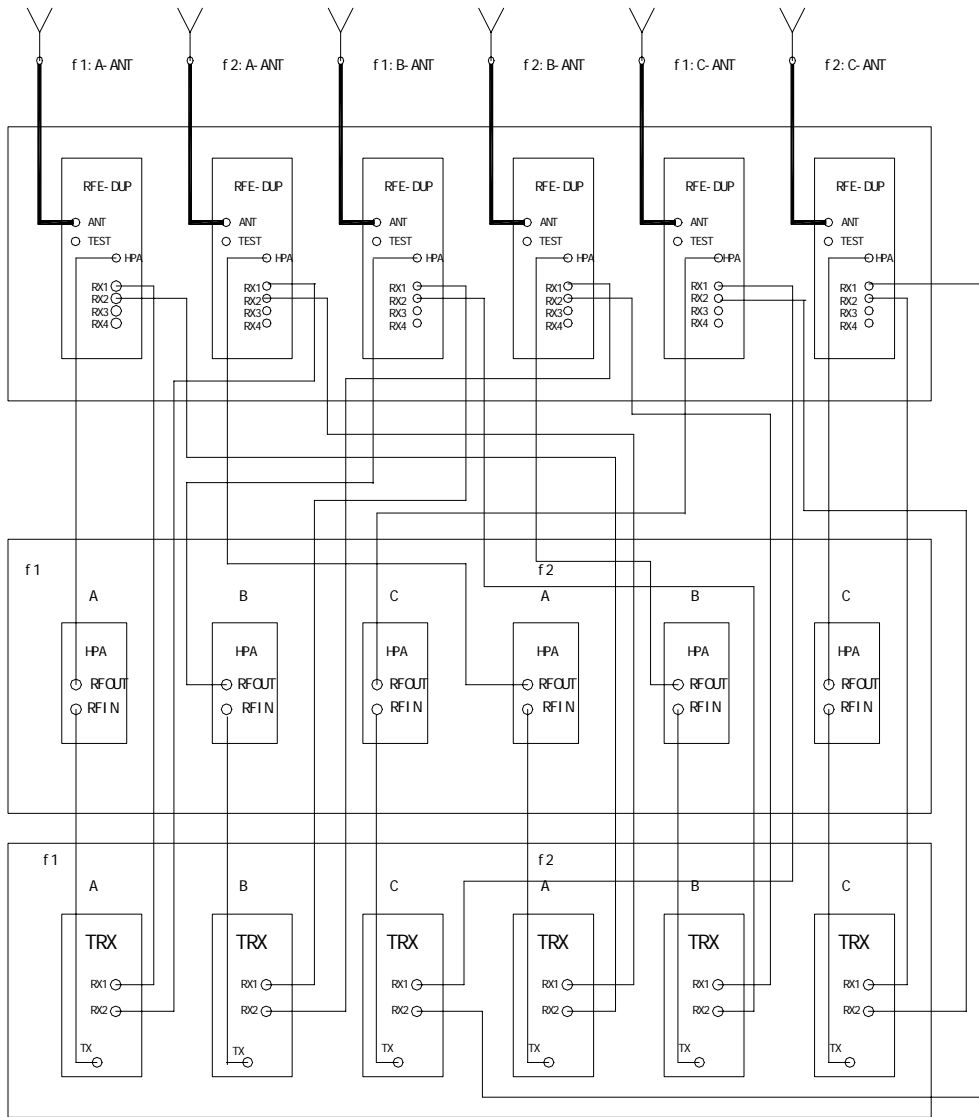 f1: A-ANT f2: A-ANT f1: B-ANT f2: B-ANT f1: C-ANT f2: C-ANT
RFE-DUP RFE-DUP RFE-DUP RFE-DUP RFE-DUP RFE-DUP
ANT ANT ANT ANT ANT ANT
TEST TEST TEST TEST TEST TEST
HPA HPA HPA HPA HPA HPA
RX1 RX1 RX1 RX1 RX1 RX1
RX2 RX2 RX2 RX2 RX2 RX2
RX3 RX3 RX3 RX3 RX3 RX3
RX4 RX4 RX4 RX4 RX4 RX4
f1 f2
A B C A B C
HPA HPA HPA HPA HPA HPA
RFOUT RFOUT RFOUT RFOUT RFOUT RFOUT
RFIN RFIN RFIN RFIN RFIN RFIN
f1 f2
A B C A B C
TRX TRX TRX TRX TRX TRX
RX1 RX1 RX1 RX1 RX1 RX1
RX2 RX2 RX2 RX2 RX2 RX2
TX TX TX TX TX TX